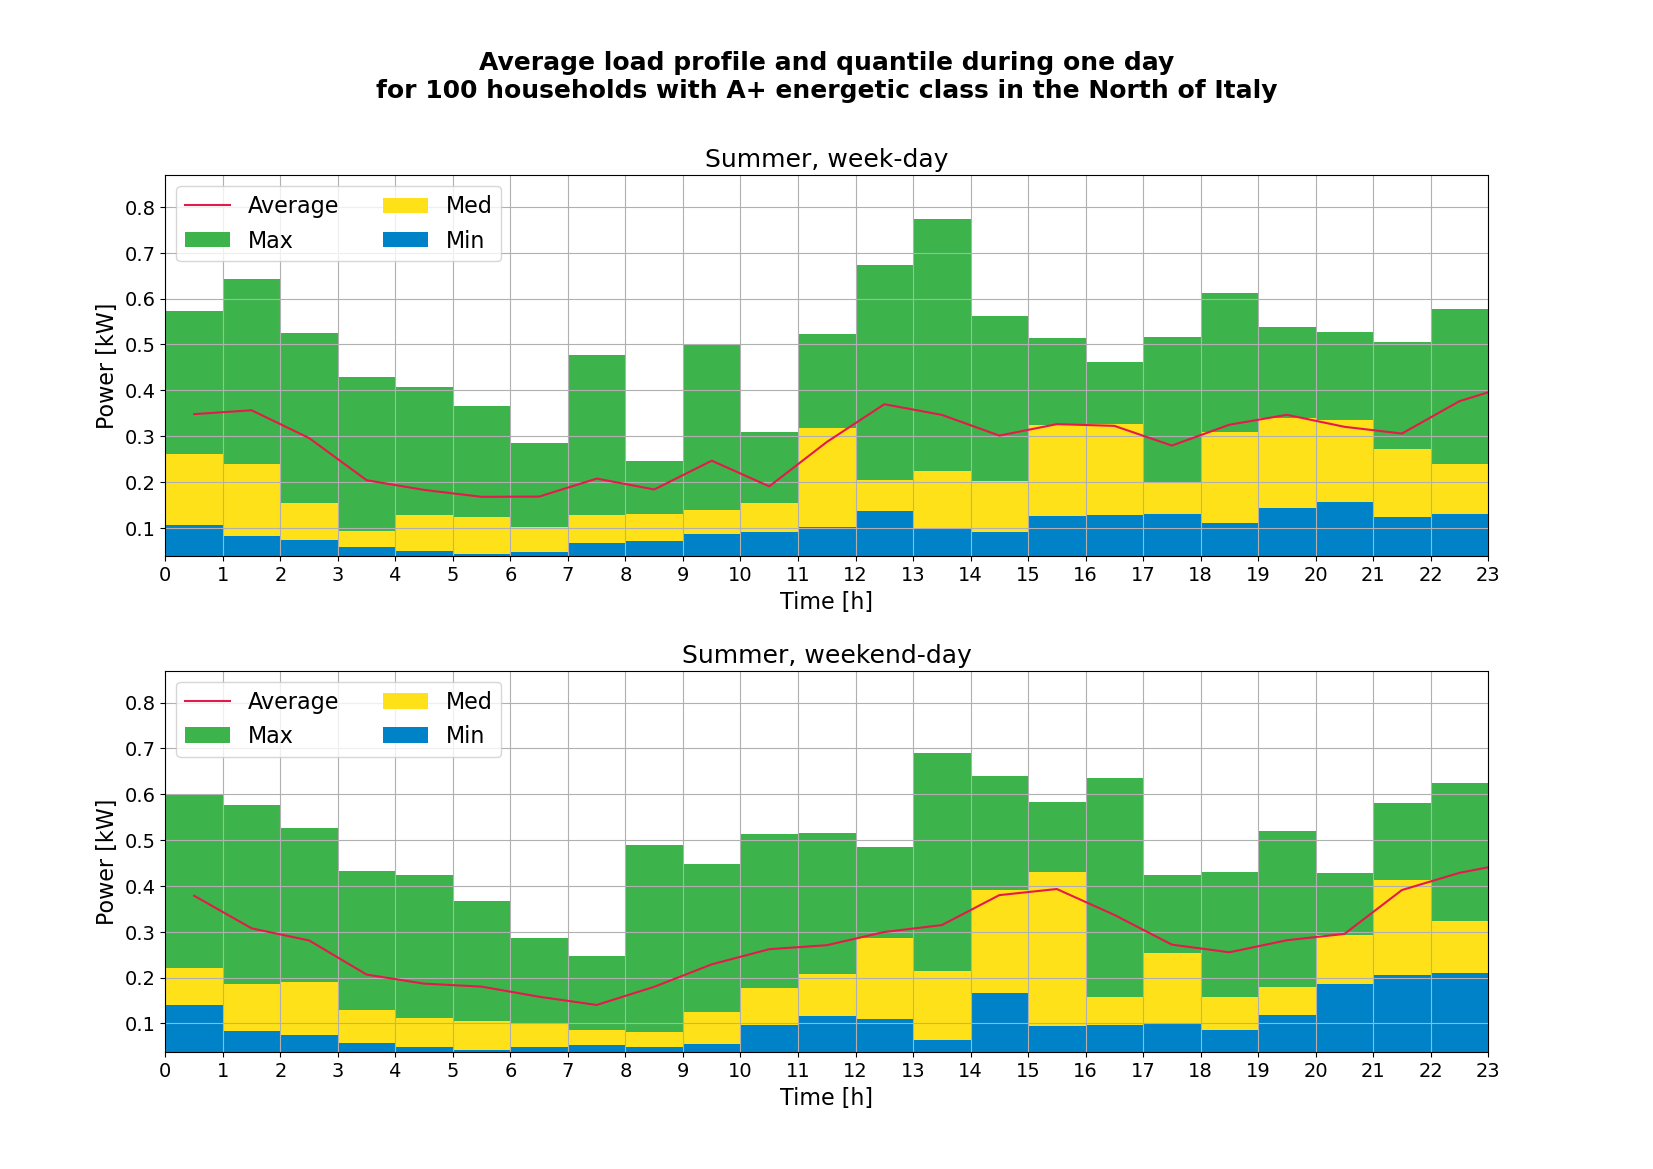 Average load profile and quantile during one day
for 100 households with A+ energetic class in the North of Italy
Summer, week-day
Average Med
Max Min
Power [kW]
0.8
0.7
0.6
0.5
0.4
0.3
0.2
0.1
0 1 2 3 4 5 6 7 8 9 10 11 12 13 14 15 16 17 18 19 20 21 22 23
Time [h]
Summer, weekend-day
Average Med
Max Min
Power [kW]
0.8
0.7
0.6
0.5
0.4
0.3
0.2
0.1
0 1 2 3 4 5 6 7 8 9 10 11 12 13 14 15 16 17 18 19 20 21 22 23
Time [h]